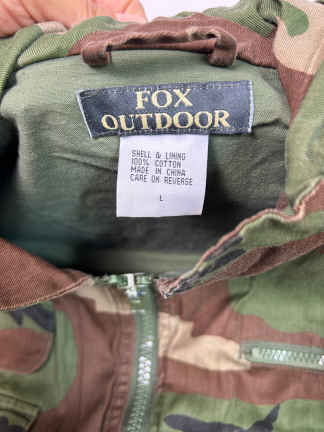 FOX
OUTDOOR
SHELL & LINING
100% COTTON
MADE IN CHINA
CARE ON REVERSE
L